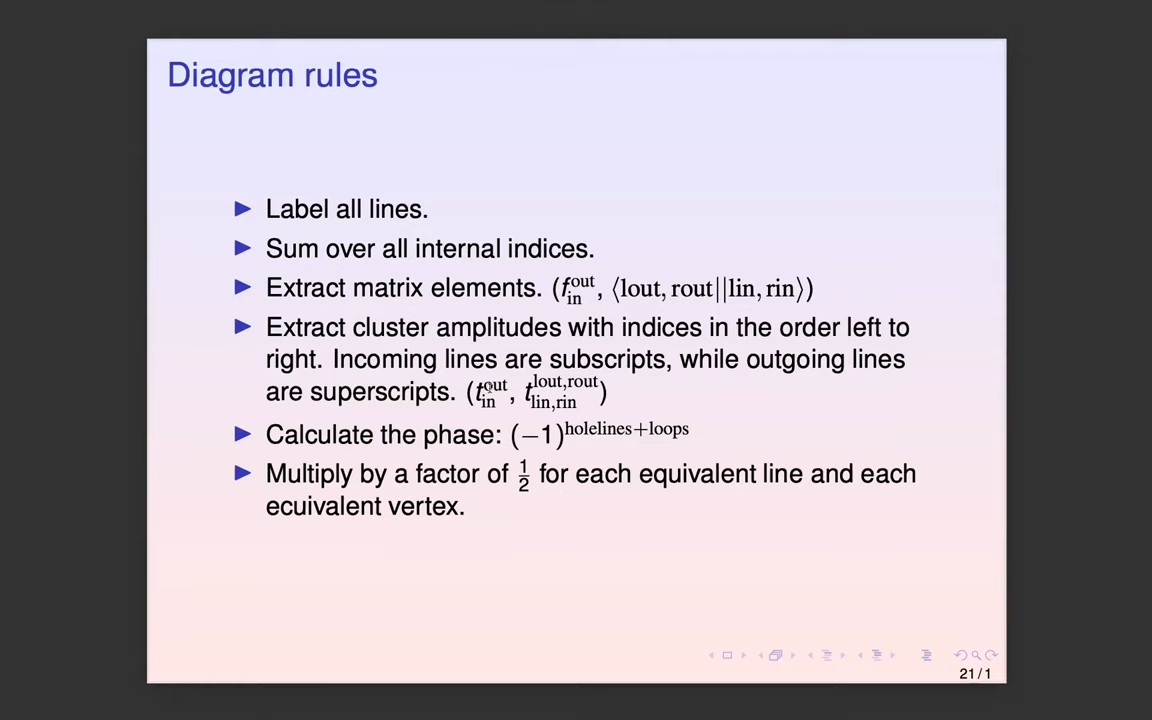 Diagram rules
▶ Label all lines.
▶ Sum over all internal indices.
▶ Extract matrix elements. (f^out_in, ⟨lout, rout||lin, rin⟩)
▶ Extract cluster amplitudes with indices in the order left to
right. Incoming lines are subscripts, while outgoing lines
are superscripts. (t^out_in, t^lout,rout_lin,rin)
▶ Calculate the phase: (−1)^holelines+loops
▶ Multiply by a factor of 1/2 for each equivalent line and each
ecuivalent vertex.
21 / 1